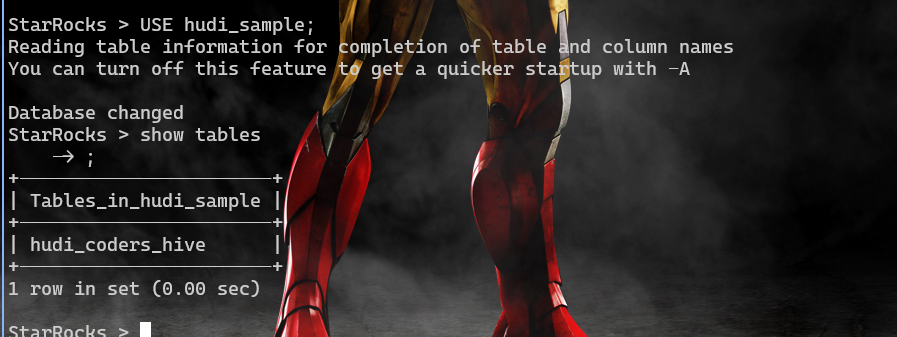 StarRocks > USE hudi_sample;
Reading table information for completion of table and column names
You can turn off this feature to get a quicker startup with -A
Database changed
StarRocks > show tables
    -> ;
+------------------------+
| Tables_in_hudi_sample |
+------------------------+
| hudi_coders_hive      |
+------------------------+
1 row in set (0.00 sec)
StarRocks >